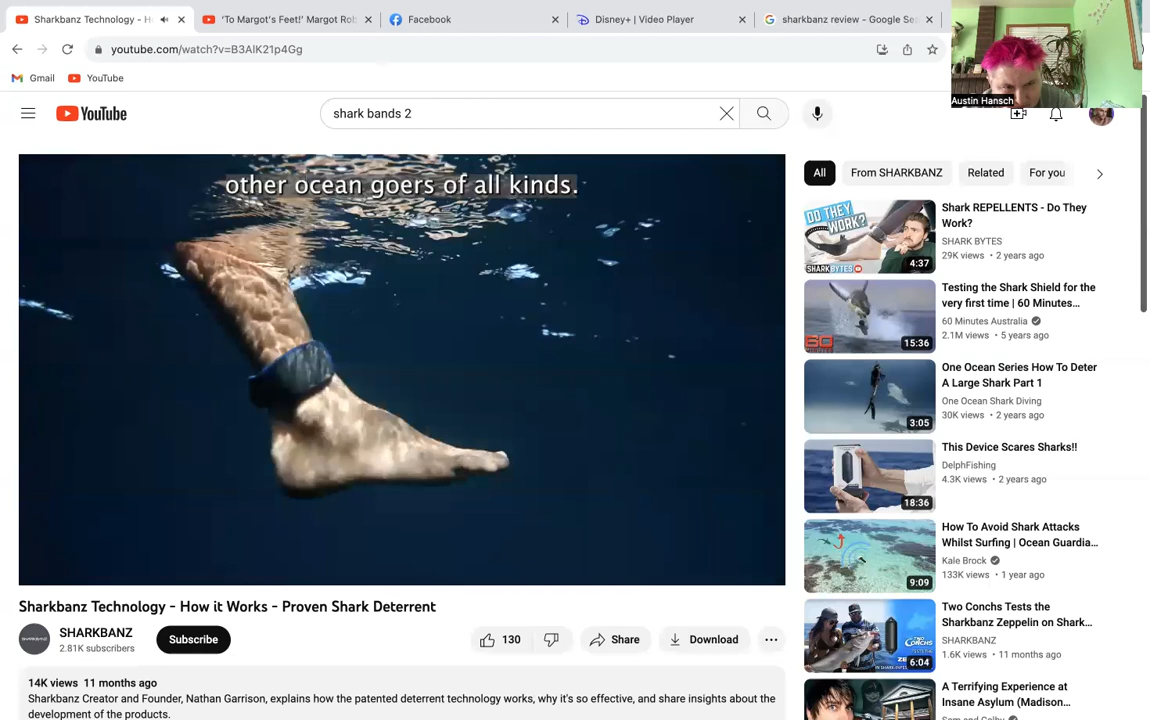 Sharkbanz Technology - H
'To Margot's Feet!' Margot Rob
Facebook
Disney+ | Video Player
sharkbanz review - Google Se
youtube.com/watch?v=B3AlK21p4Gg
Gmail
YouTube
Austin Hansch
YouTube
shark bands 2
other ocean goers of all kinds.
All
From SHARKBANZ
Related
For you
DO THEY
WORK?
SHARKBYTES
4:37
Shark REPELLENTS - Do They
Work?
SHARK BYTES
29K views • 2 years ago
60
15:36
Testing the Shark Shield for the
very first time | 60 Minutes...
60 Minutes Australia
2.1M views • 5 years ago
3:05
One Ocean Series How To Deter
A Large Shark Part 1
One Ocean Shark Diving
30K views • 2 years ago
18:36
This Device Scares Sharks!!
DelphFishing
4.3K views • 2 years ago
9:09
How To Avoid Shark Attacks
Whilst Surfing | Ocean Guardia...
Kale Brock
133K views • 1 year ago
TWO CONCHS
6:04
Two Conchs Tests the
Sharkbanz Zeppelin on Shark...
SHARKBANZ
1.6K views • 11 months ago
A Terrifying Experience at
Insane Asylum (Madison...
Sam and Colby
Sharkbanz Technology - How it Works - Proven Shark Deterrent
SHARKBANZ
SHARKBANZ
2.81K subscribers
Subscribe
130
Share
Download
14K views 11 months ago
Sharkbanz Creator and Founder, Nathan Garrison, explains how the patented deterrent technology works, why it's so effective, and share insights about the
development of the products.